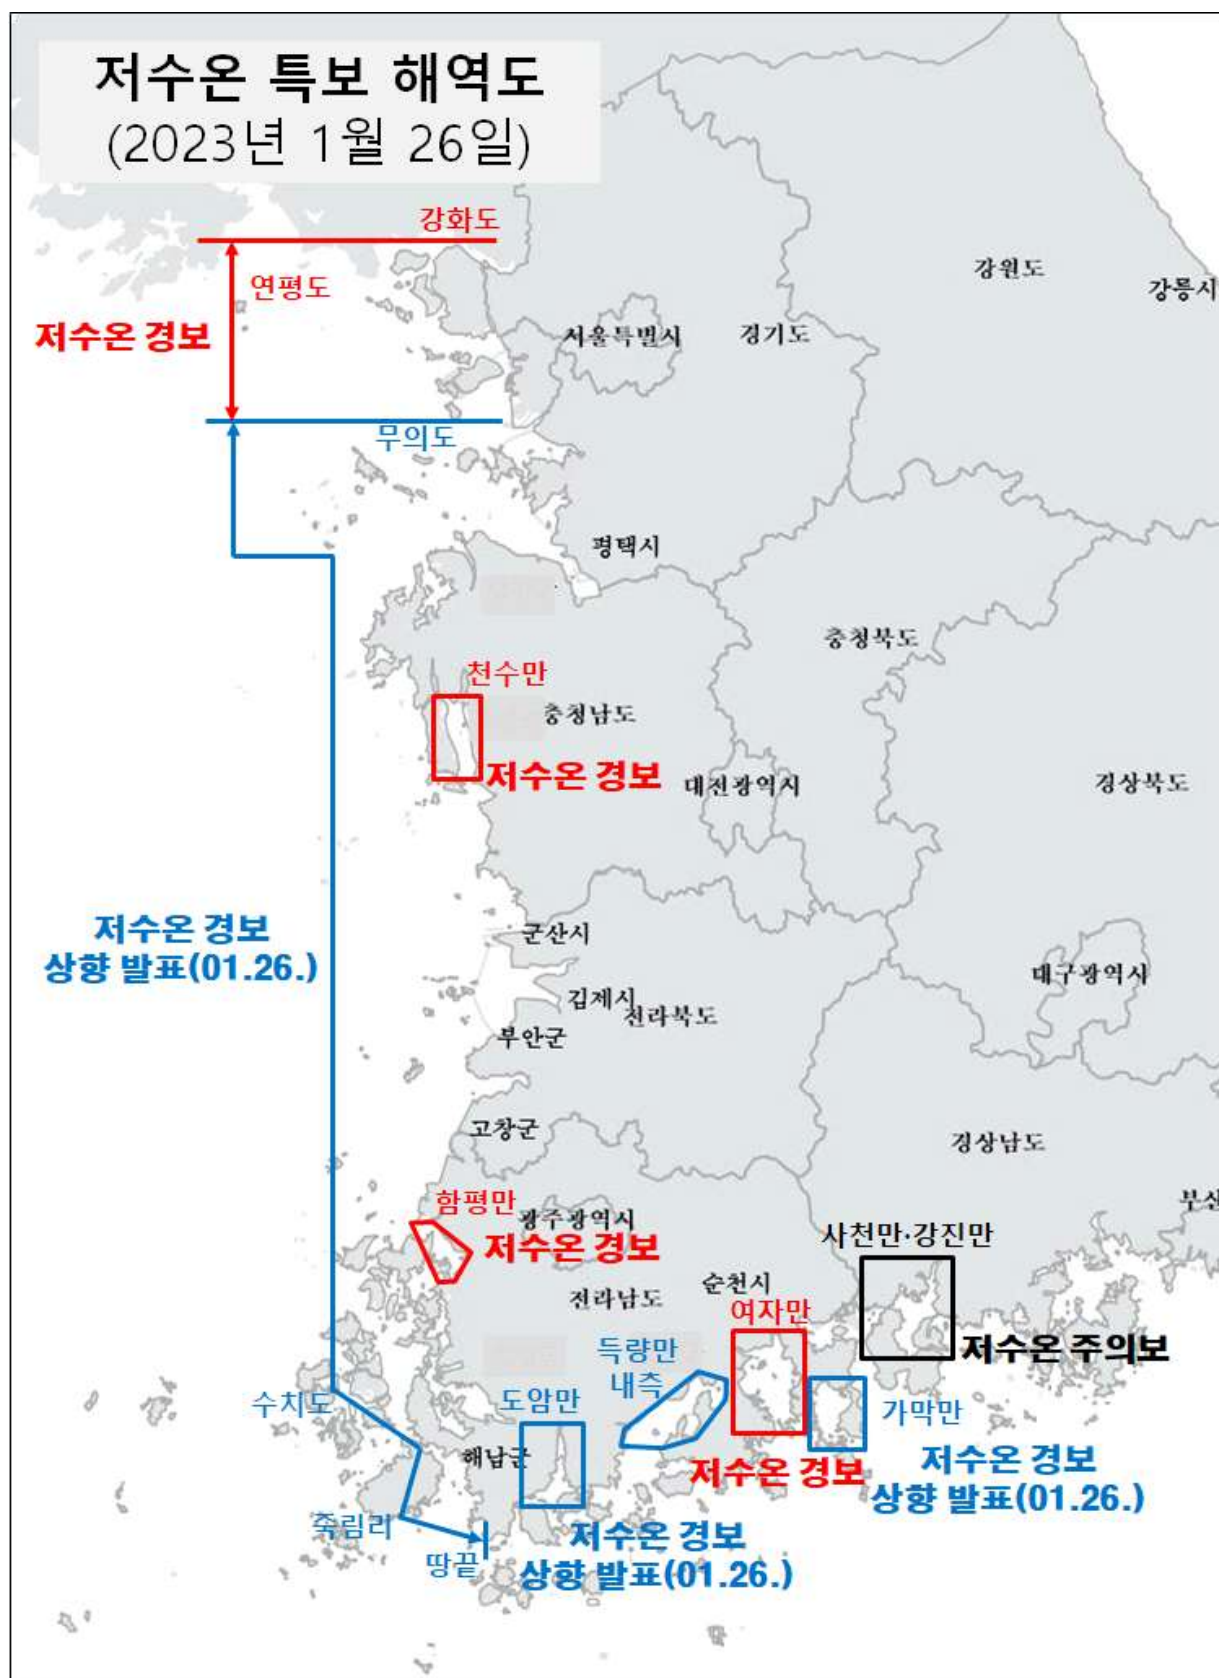 저수온 특보 해역도
(2023년 1월 26일)
강화도
연평도
저수온 경보
무의도
강원도
강릉시
서울특별시
경기도
평택시
충청북도
천수만
충청남도
저수온 경보
대전광역시
경상북도
저수온 경보
상향 발표(01.26.)
군산시
김제시
전라북도
대구광역시
부안군
고창군
경상남도
부산
함평만
광주광역시
저수온 경보
사천만·강진만
저수온 주의보
전라남도
순천시
여자만
저수온 경보
득량만
내측
도암만
가막만
저수온 경보
상향 발표(01.26.)
수치도
해남군
죽림리
땅끝
저수온 경보
상향 발표(01.26.)